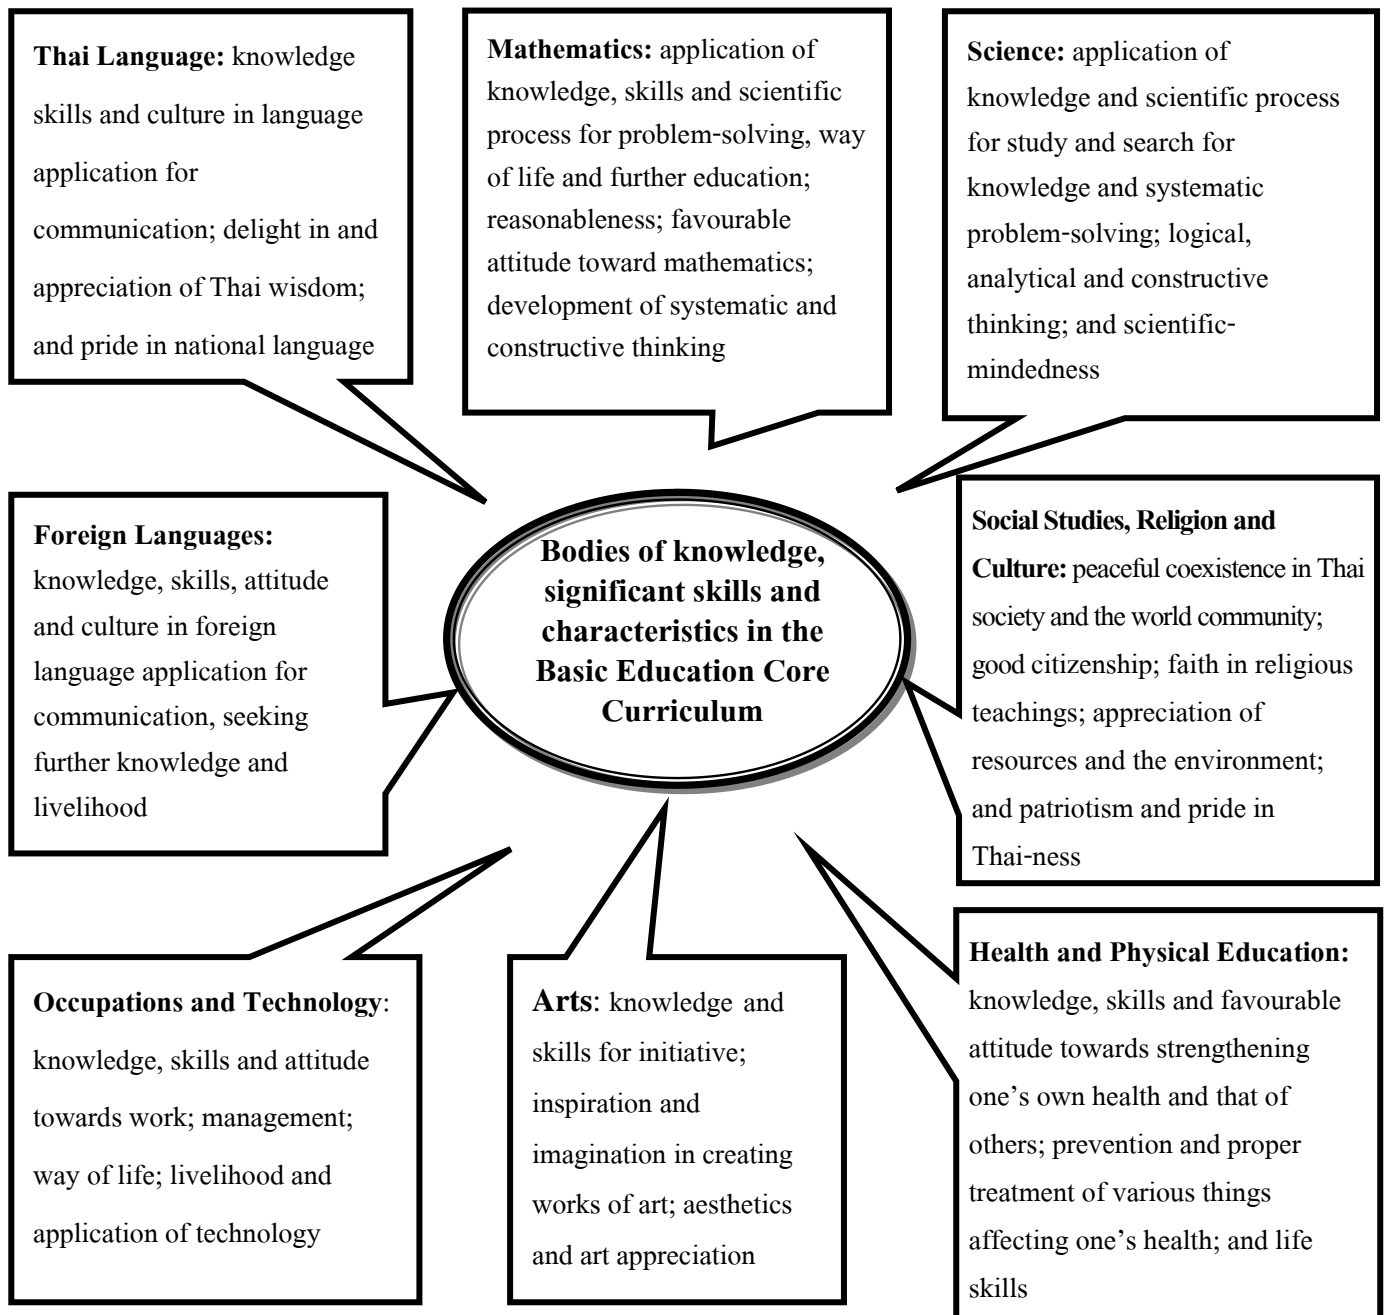 Thai Language: knowledge
skills and culture in language
application for
communication; delight in and
appreciation of Thai wisdom;
and pride in national language
Mathematics: application of
knowledge, skills and scientific
process for problem-solving, way
of life and further education;
reasonableness; favourable
attitude toward mathematics;
development of systematic and
constructive thinking
Science: application of
knowledge and scientific process
for study and search for
knowledge and systematic
problem-solving; logical,
analytical and constructive
thinking; and scientific-
mindedness
Foreign Languages:
knowledge, skills, attitude
and culture in foreign
language application for
communication, seeking
further knowledge and
livelihood
Bodies of knowledge,
significant skills and
characteristics in the
Basic Education Core
Curriculum
Social Studies, Religion and
Culture: peaceful coexistence in Thai
society and the world community;
good citizenship; faith in religious
teachings; appreciation of
resources and the environment;
and patriotism and pride in
Thai-ness
Occupations and Technology:
knowledge, skills and attitude
towards work; management;
way of life; livelihood and
application of technology
Arts: knowledge and
skills for initiative;
inspiration and
imagination in creating
works of art; aesthetics
and art appreciation
Health and Physical Education:
knowledge, skills and favourable
attitude towards strengthening
one’s own health and that of
others; prevention and proper
treatment of various things
affecting one’s health; and life
skills